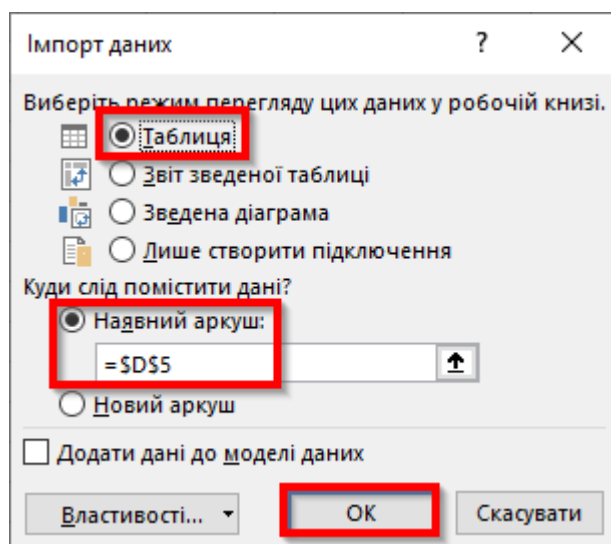 Імпорт даних ?
Виберіть режим перегляду цих даних у робочій книзі.
Таблиця
Звіт зведеної таблиці
Зведена діаграма
Лише створити підключення
Куди слід помістити дані?
Наявний аркуш:
=$D$5
Новий аркуш
Додати дані до моделі даних
Властивості... OK Скасувати